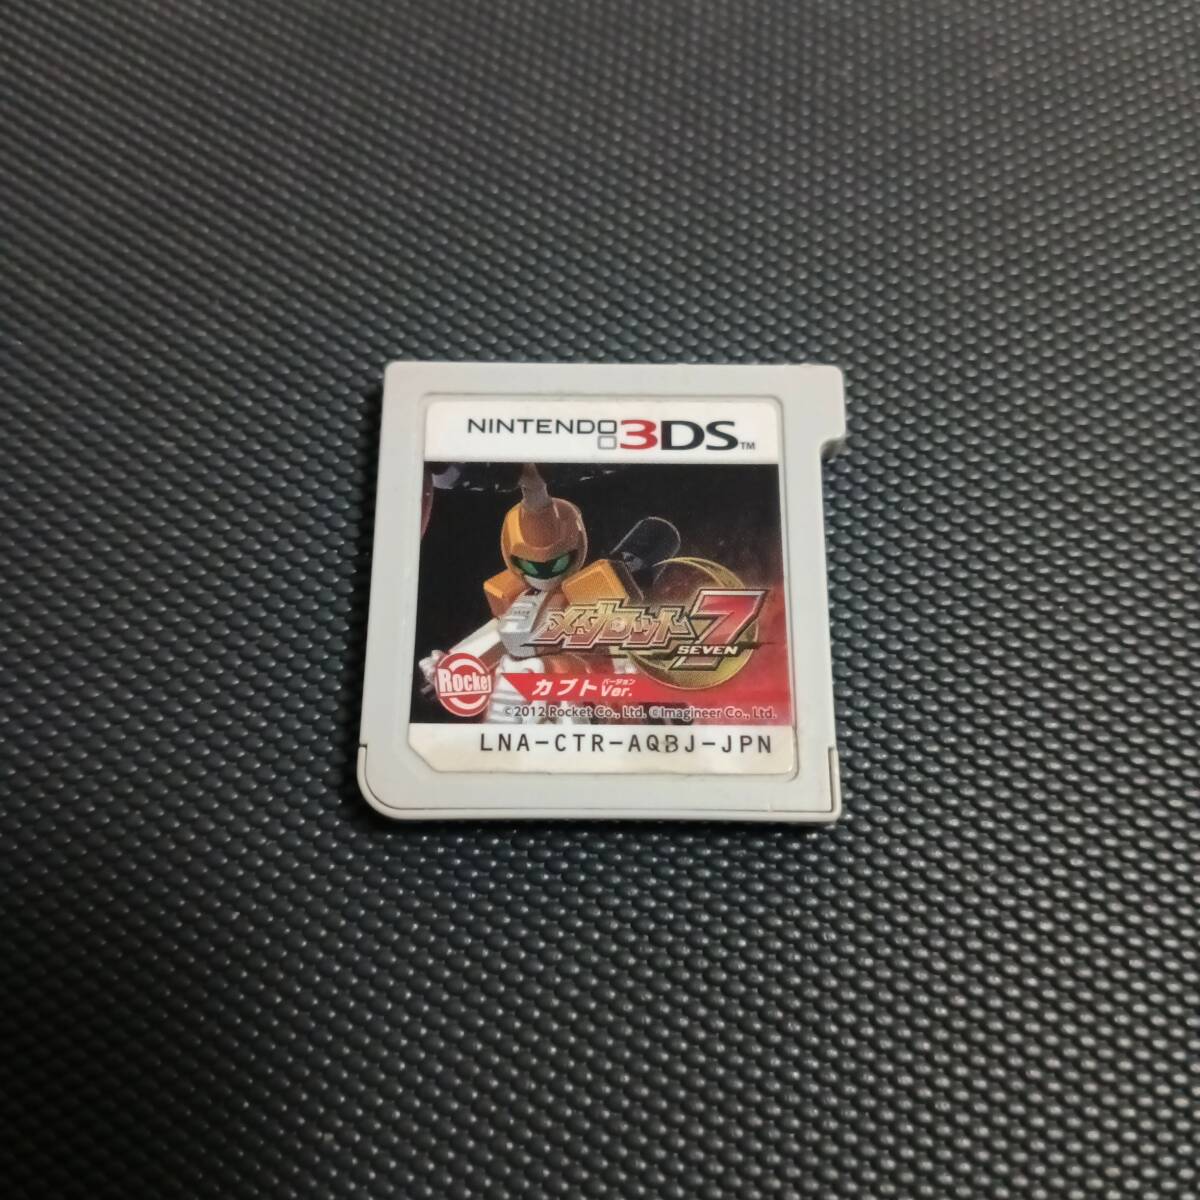 NINTENDO 3DS™
メダロット7
SEVEN
Rocket
カブトVer.
バージョン
©2012 Rocket Co., Ltd. ©Imagineer Co., Ltd.
LNA-CTR-AQBJ-JPN